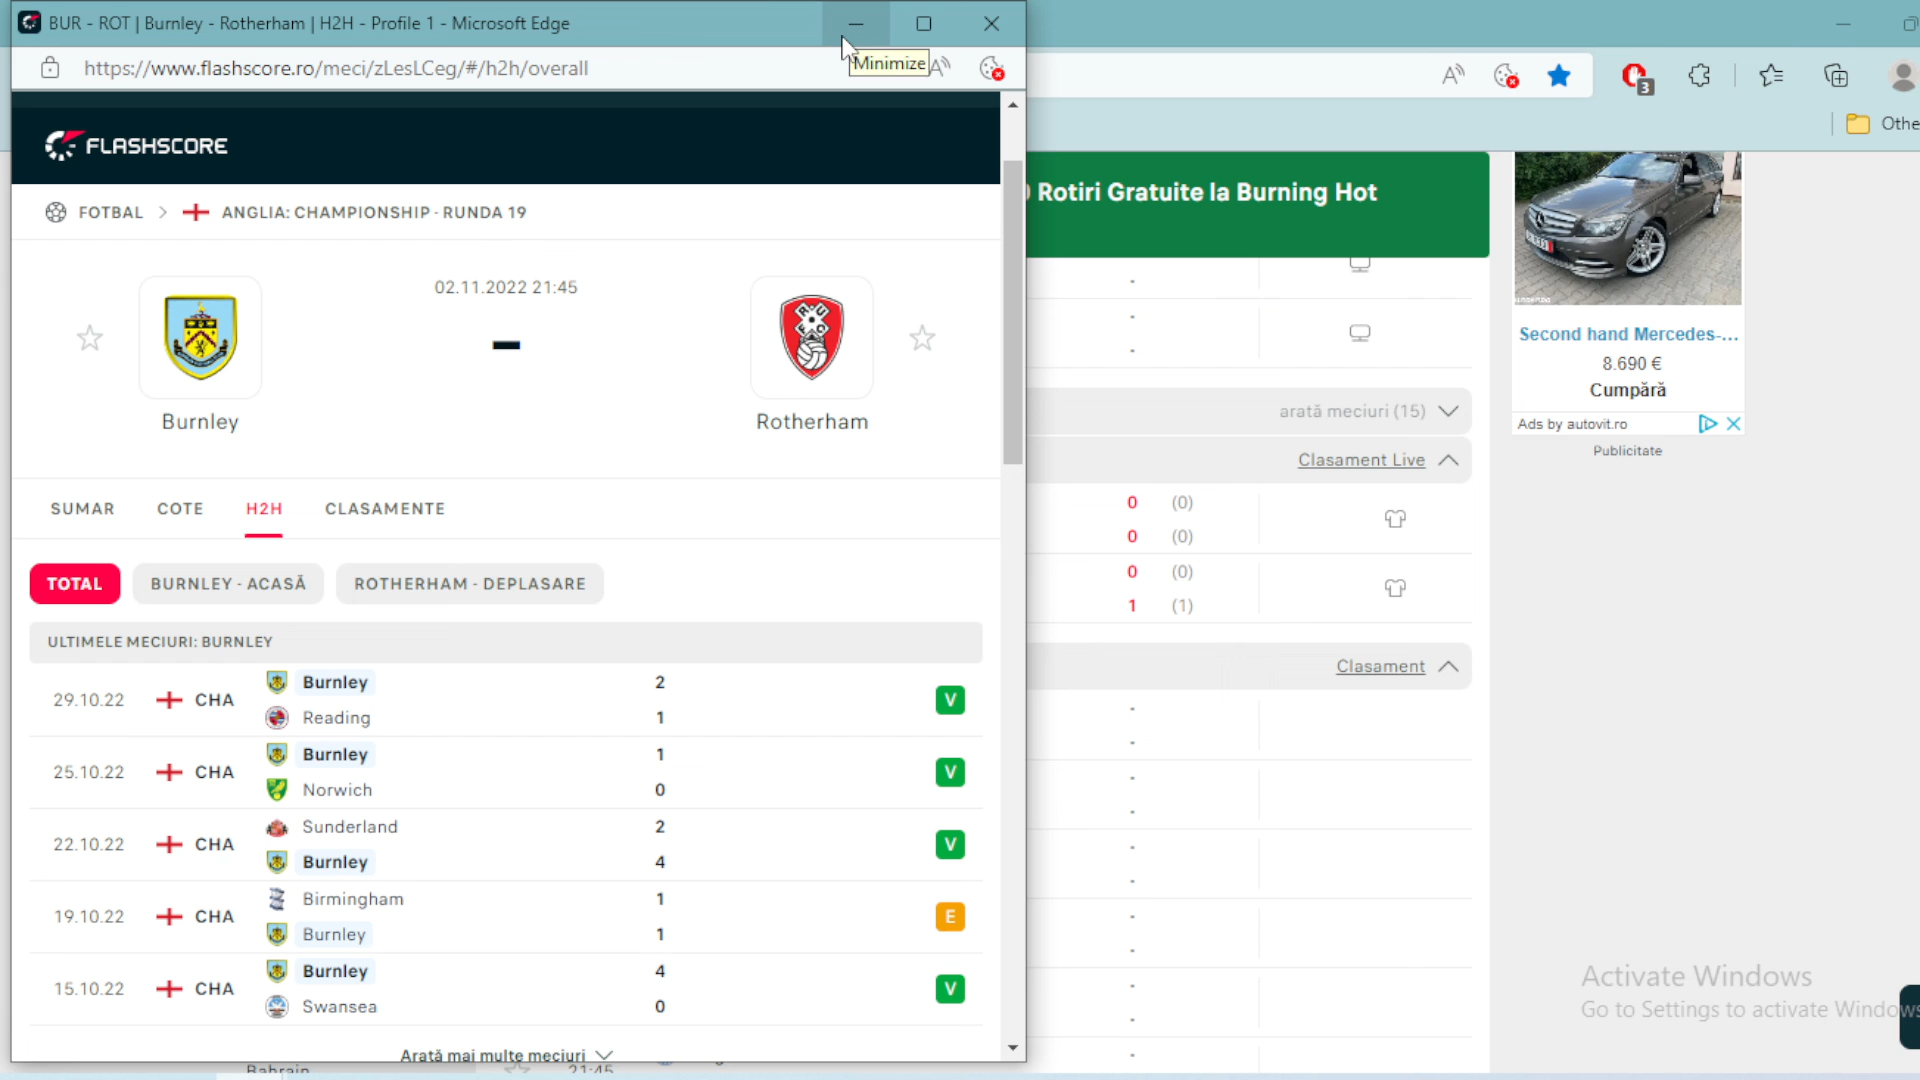 BUR - ROT | Burnley - Rotherham | H2H - Profile 1 - Microsoft Edge
Minimize
https://www.flashscore.ro/meci/zLesLCeg/#/h2h/overall
FLASHSCORE
FOTBAL > ANGLIA: CHAMPIONSHIP - RUNDA 19
02.11.2022 21:45
-
Burnley
Rotherham
SUMAR COTE H2H CLASAMENTE
TOTAL BURNLEY - ACASĂ ROTHERHAM - DEPLASARE
ULTIMELE MECIURI: BURNLEY
29.10.22 CHA Burnley 2 V
Reading 1
25.10.22 CHA Burnley 1 V
Norwich 0
22.10.22 CHA Sunderland 2 V
Burnley 4
19.10.22 CHA Birmingham 1 E
Burnley 1
15.10.22 CHA Burnley 4 V
Swansea 0
Arată mai multe meciuri
Bahrain 21:45
3
Othe
Rotiri Gratuite la Burning Hot
-
-
-
arată meciuri (15)
Clasament Live
0 (0)
0 (0)
0 (0)
1 (1)
Clasament
-
-
-
-
-
-
-
-
-
-
-
Second hand Mercedes-...
8.690 €
Cumpără
Ads by autovit.ro
Publicitate
Activate Windows
Go to Settings to activate Windows